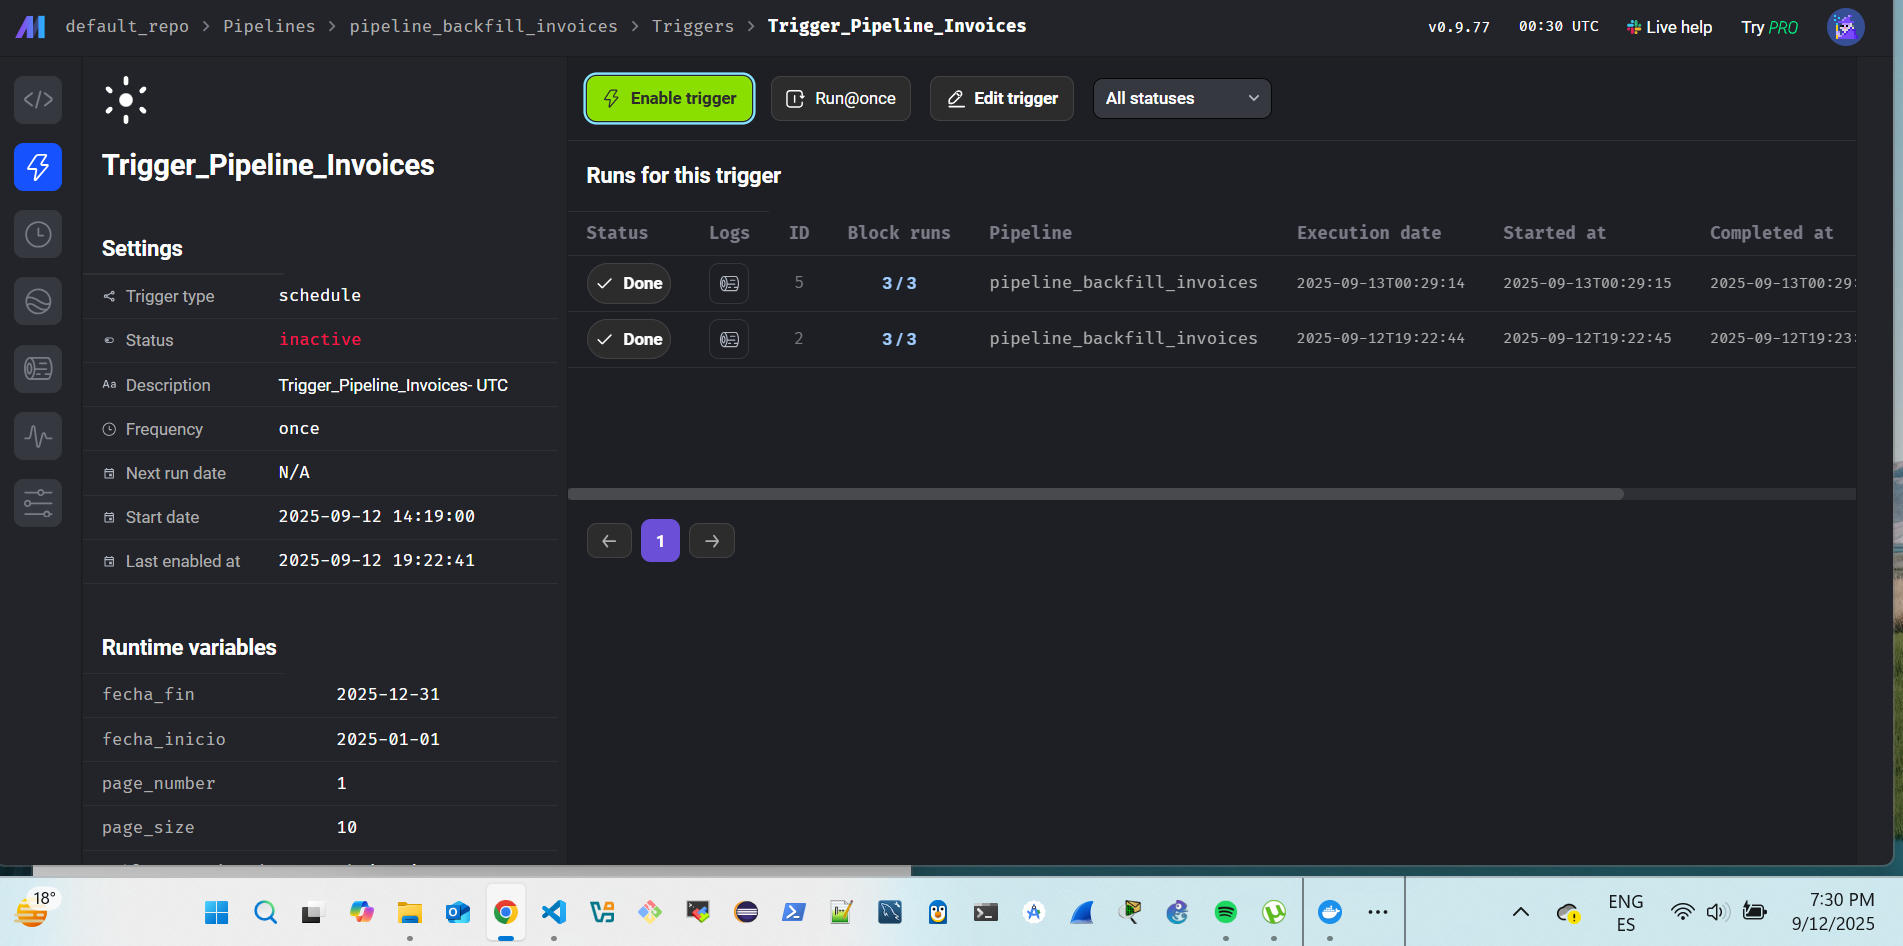 default_repo > Pipelines > pipeline_backfill_invoices > Triggers > Trigger_Pipeline_Invoices
v0.9.77 00:30 UTC Live help Try PRO
Trigger_Pipeline_Invoices
Settings
Trigger type schedule
Status inactive
Aa Description Trigger_Pipeline_Invoices- UTC
Frequency once
Next run date N/A
Start date 2025-09-12 14:19:00
Last enabled at 2025-09-12 19:22:41
Runtime variables
fecha_fin 2025-12-31
fecha_inicio 2025-01-01
page_number 1
page_size 10
Enable trigger Run@once Edit trigger All statuses
Runs for this trigger
Status Logs ID Block runs Pipeline Execution date Started at Completed at
Done 5 3 / 3 pipeline_backfill_invoices 2025-09-13T00:29:14 2025-09-13T00:29:15 2025-09-13T00:29:
Done 2 3 / 3 pipeline_backfill_invoices 2025-09-12T19:22:44 2025-09-12T19:22:45 2025-09-12T19:23:
1
18°
ENG
ES
7:30 PM
9/12/2025